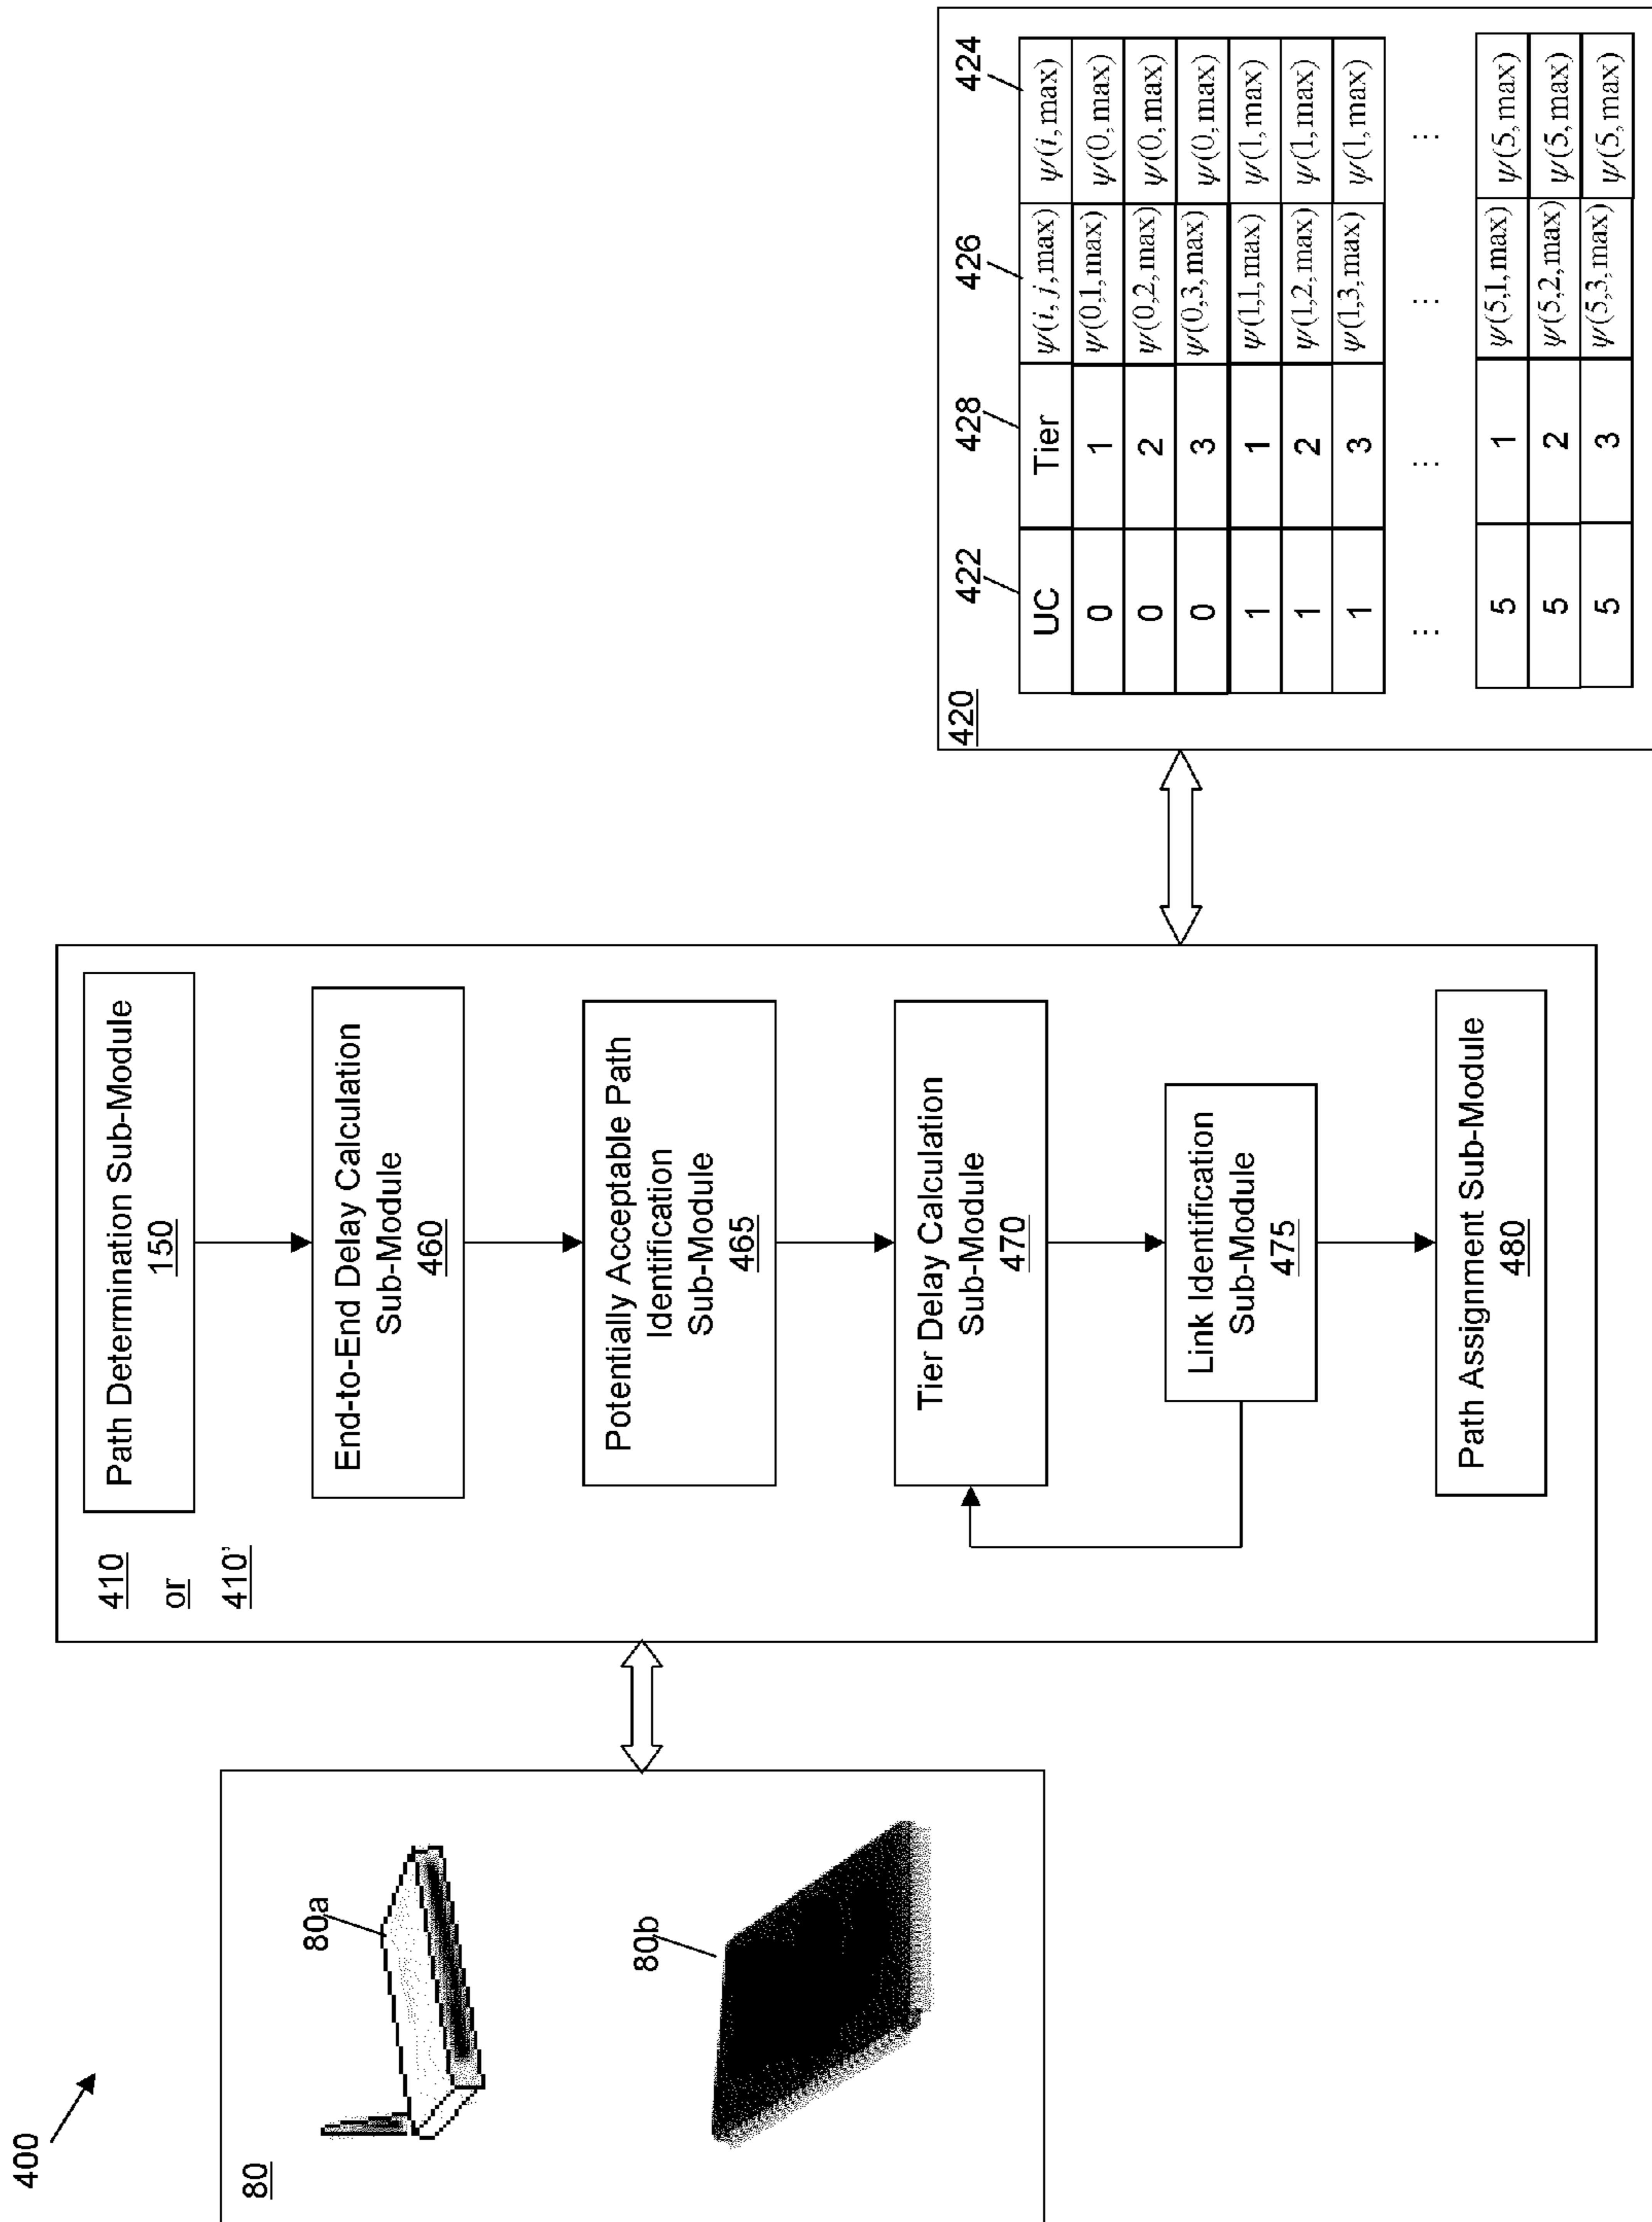 400
80
80a
80b
410
or
410'
Path Determination Sub-Module
150
End-to-End Delay Calculation
Sub-Module
460
Potentially Acceptable Path
Identification
Sub-Module
465
Tier Delay Calculation
Sub-Module
470
Link Identification
Sub-Module
475
Path Assignment Sub-Module
480
420
422 428 426 424
UC Tier ψ(i, j, max) ψ(i, max)
0 1 ψ(0,1,max) ψ(0,max)
0 2 ψ(0,2,max) ψ(0,max)
0 3 ψ(0,3,max) ψ(0,max)
1 1 ψ(1,1,max) ψ(1,max)
1 2 ψ(1,2,max) ψ(1,max)
1 3 ψ(1,3,max) ψ(1,max)
... ... ... ...
5 1 ψ(5,1,max) ψ(5,max)
5 2 ψ(5,2,max) ψ(5,max)
5 3 ψ(5,3,max) ψ(5,max)